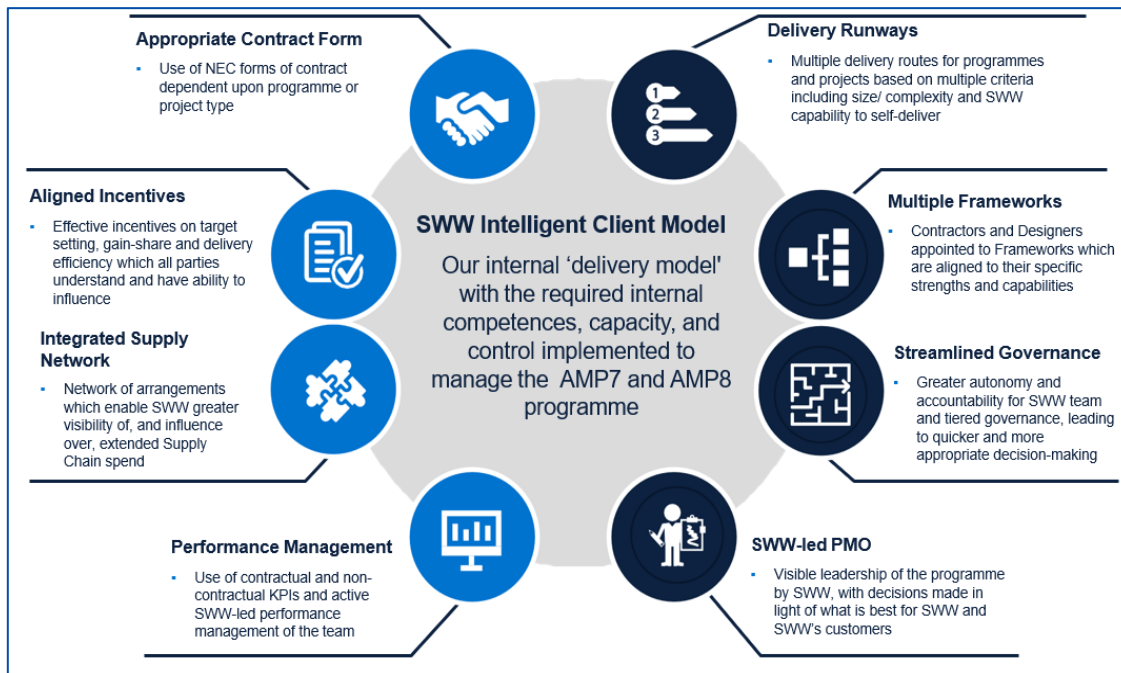 Appropriate Contract Form
▪ Use of NEC forms of contract
dependent upon programme or
project type
Delivery Runways
▪ Multiple delivery routes for programmes
and projects based on multiple criteria
including size/ complexity and SWW
capability to self-deliver
1
2
3
Aligned Incentives
▪ Effective incentives on target
setting, gain-share and delivery
efficiency which all parties
understand and have ability to
influence
Multiple Frameworks
▪ Contractors and Designers
appointed to Frameworks which
are aligned to their specific
strengths and capabilities
SWW Intelligent Client Model
Our internal ‘delivery model'
with the required internal
competences, capacity, and
control implemented to
manage the AMP7 and AMP8
programme
Integrated Supply
Network
▪ Network of arrangements
which enable SWW greater
visibility of, and influence
over, extended Supply
Chain spend
Streamlined Governance
▪ Greater autonomy and
accountability for SWW team
and tiered governance, leading
to quicker and more
appropriate decision-making
Performance Management
▪ Use of contractual and non-
contractual KPIs and active
SWW-led performance
management of the team
SWW-led PMO
▪ Visible leadership of the programme
by SWW, with decisions made in
light of what is best for SWW and
SWW’s customers